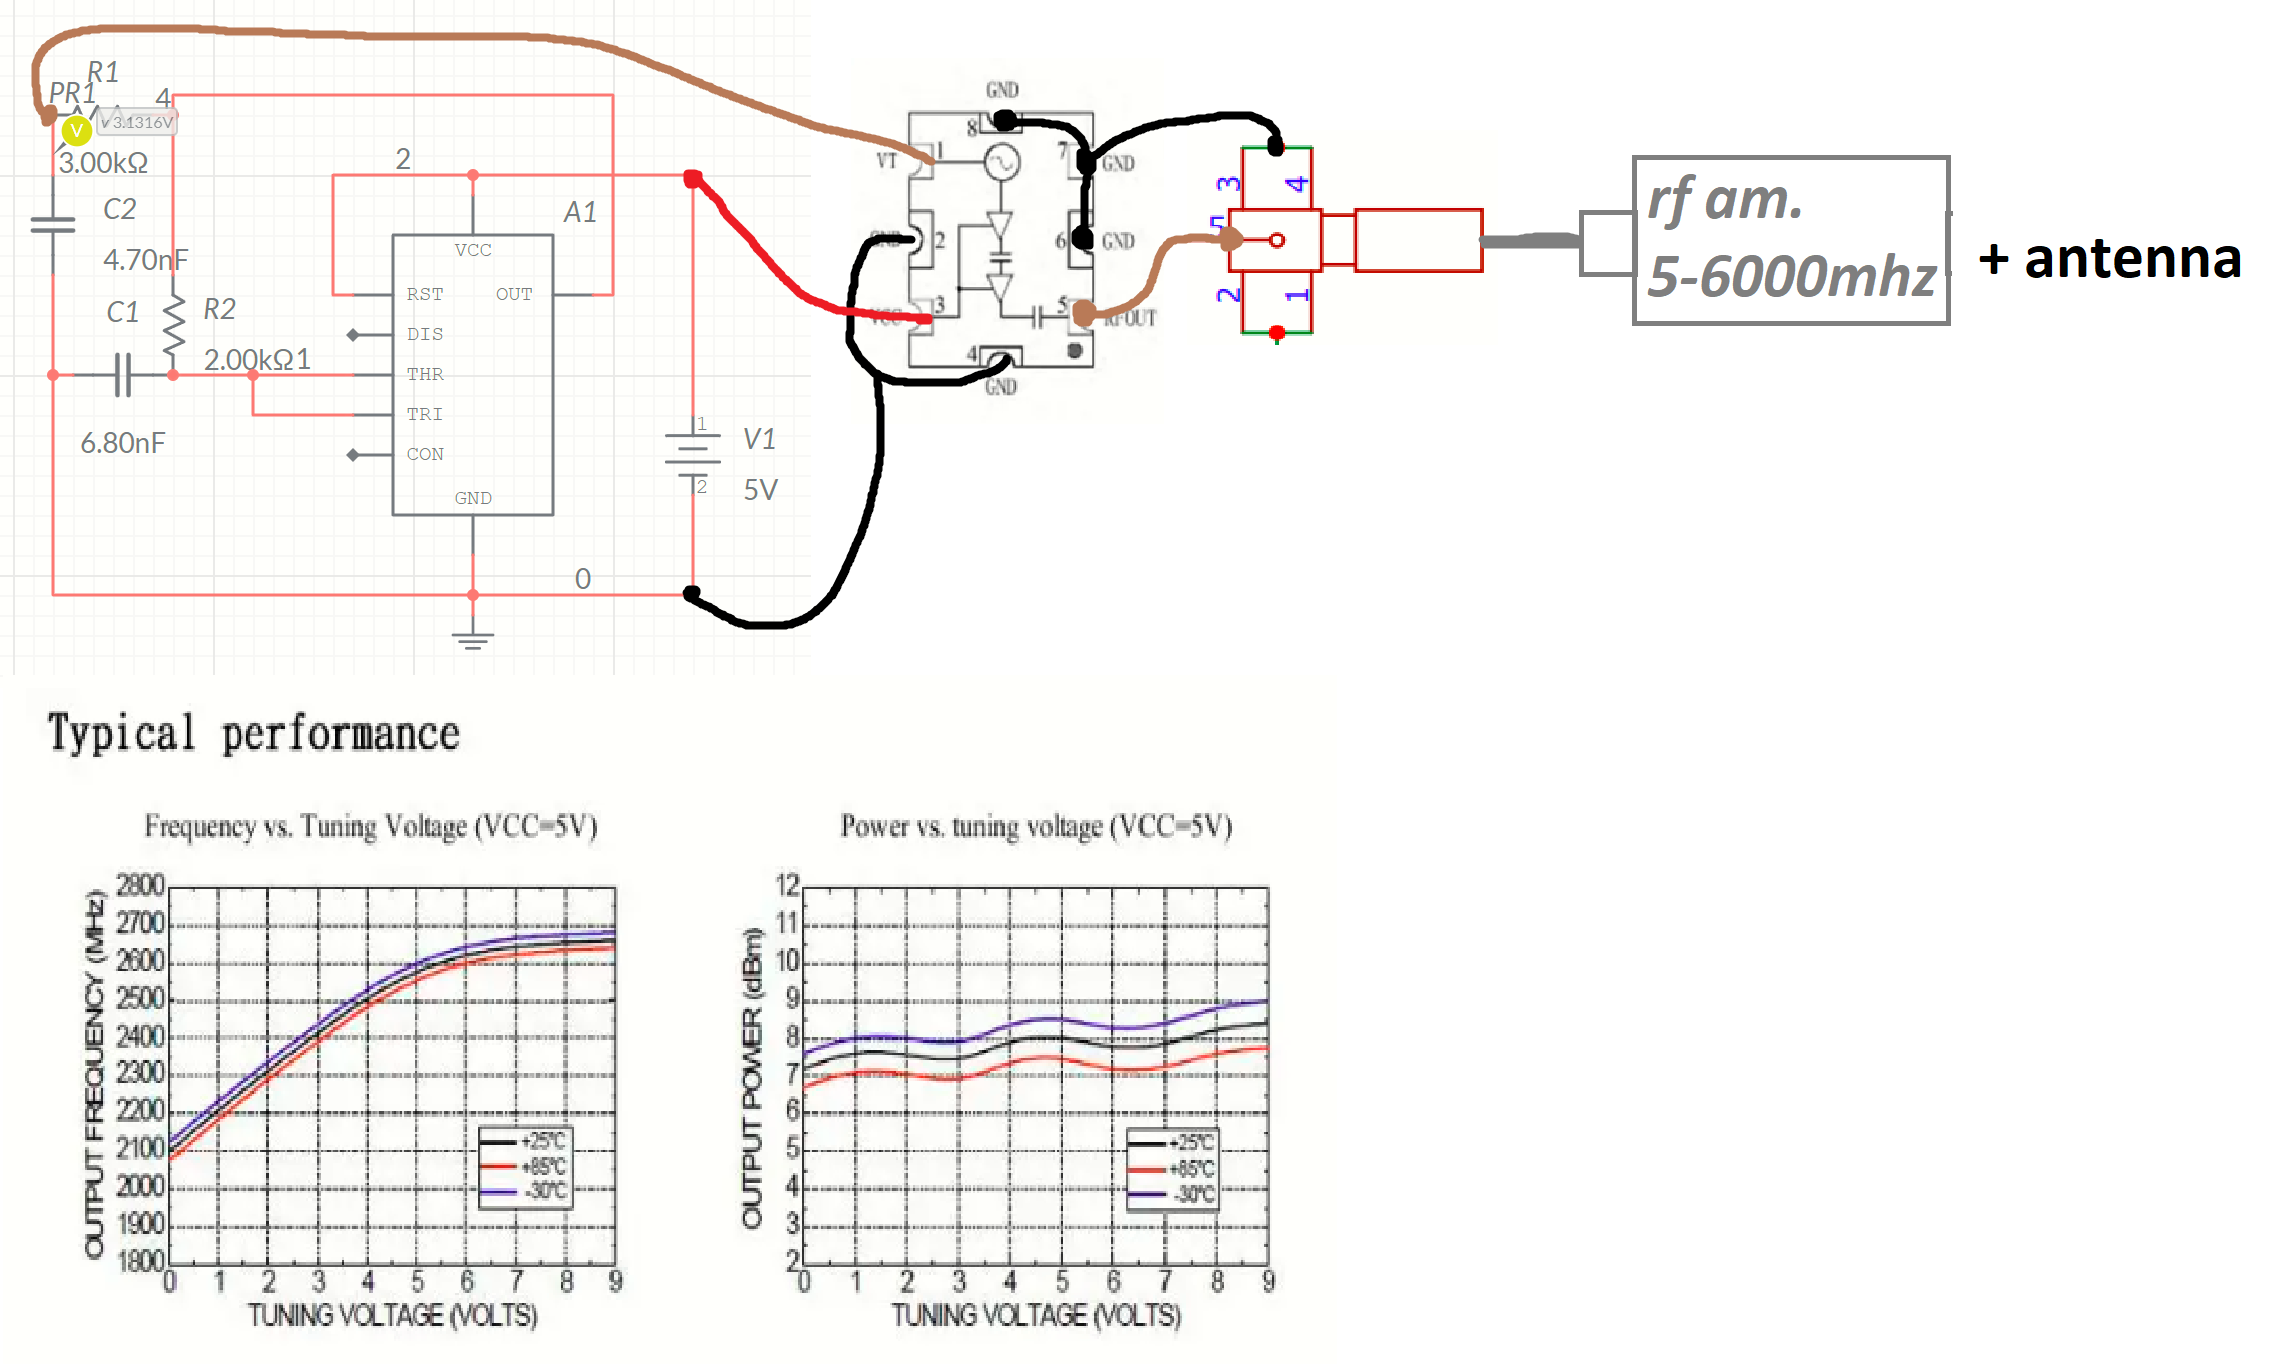 R1
PR1
4
V
v 3.1316V
3.00kΩ
C2
4.70nF
C1
R2
2.00kΩ
1
6.80nF
2
A1
VCC
RST
OUT
DIS
THR
TRI
CON
GND
0
1
V1
2
5V
GND
8
1
7
VT
GND
GND
2
6
GND
VCC
3
5
RFOUT
4
GND
3
4
5
2
1
rf am.
5-6000mhz
+ antenna
Typical performance
Frequency vs. Tuning Voltage (VCC=5V)
OUTPUT FREQUENCY (MHz)
2800
2700
2600
2500
2400
2300
2200
2100
2000
1900
1800
+25℃
+85℃
-30℃
0 1 2 3 4 5 6 7 8 9
TUNING VOLTAGE (VOLTS)
Power vs. tuning voltage (VCC=5V)
OUTPUT POWER (dBm)
12
11
10
9
8
7
6
5
4
3
2
+25℃
+85℃
-30℃
0 1 2 3 4 5 6 7 8 9
TUNING VOLTAGE (VOLTS)